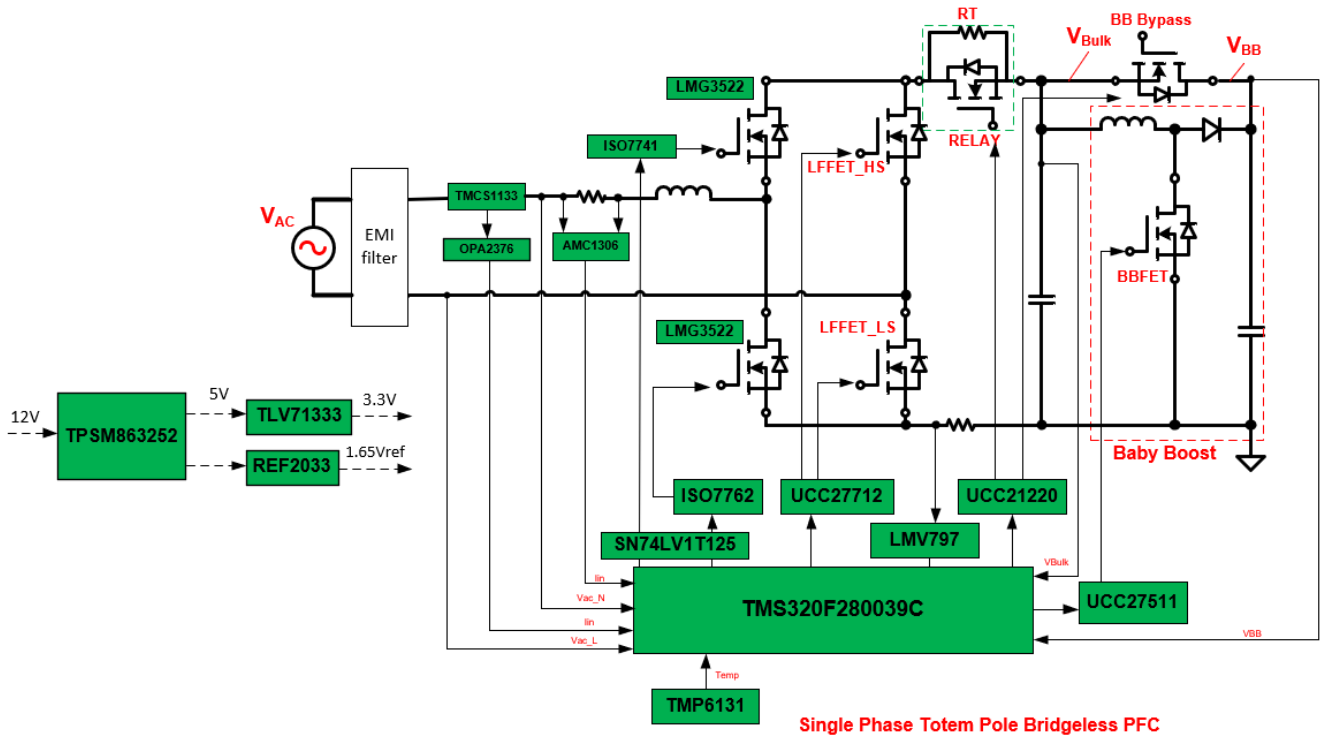 RT
BB Bypass
VBulk
VBB
LMG3522
ISO7741
RELAY
LFFET_HS
TMCS1133
VAC
EMI
filter
OPA2376
AMC1306
BBFET
LMG3522
LFFET_LS
12V
TPSM863252
5V
TLV71333
3.3V
REF2033
1.65Vref
Baby Boost
ISO7762
UCC27712
UCC21220
SN74LV1T125
LMV797
VBulk
Iin
Vac_N
Iin
Vac_L
TMS320F280039C
UCC27511
VBB
Temp
TMP6131
Single Phase Totem Pole Bridgeless PFC